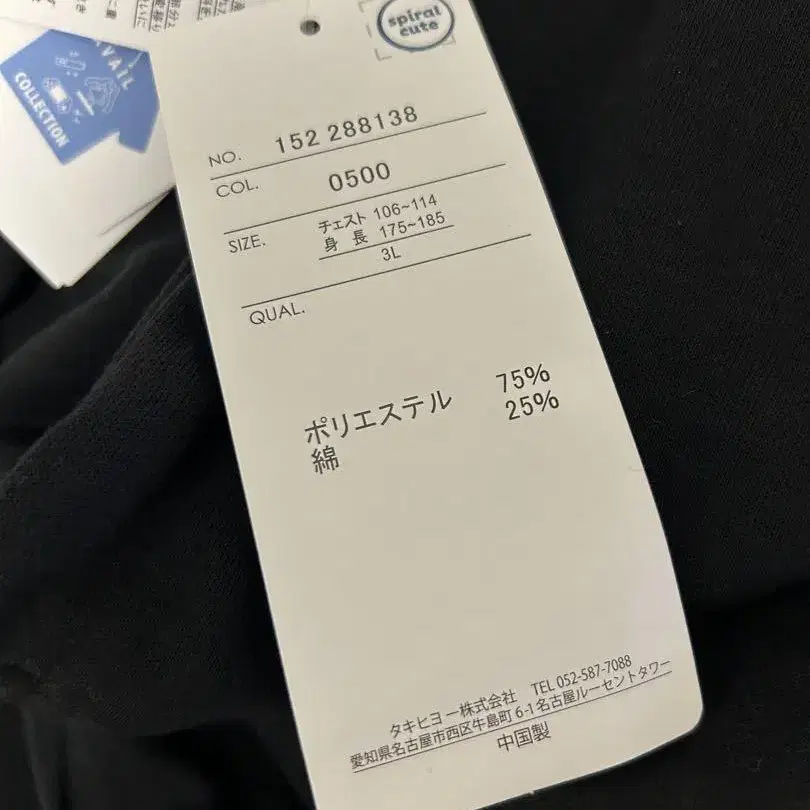 spiral
cute
VAIL
COLLECTION
NO. 152 288138
COL. 0500
SIZE. チェスト 106~114
身 長 175~185
3L
QUAL.
ポリエステル 75%
綿 25%
タキヒヨー株式会社 TEL 052-587-7088
愛知県名古屋市西区牛島町6-1名古屋ルーセントタワー
中国製